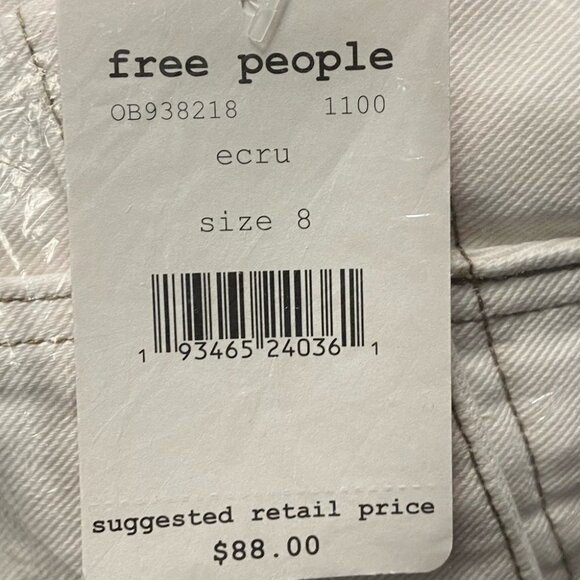 free people
OB938218 1100
ecru
size 8
1 93465 24036 1
suggested retail price
$88.00